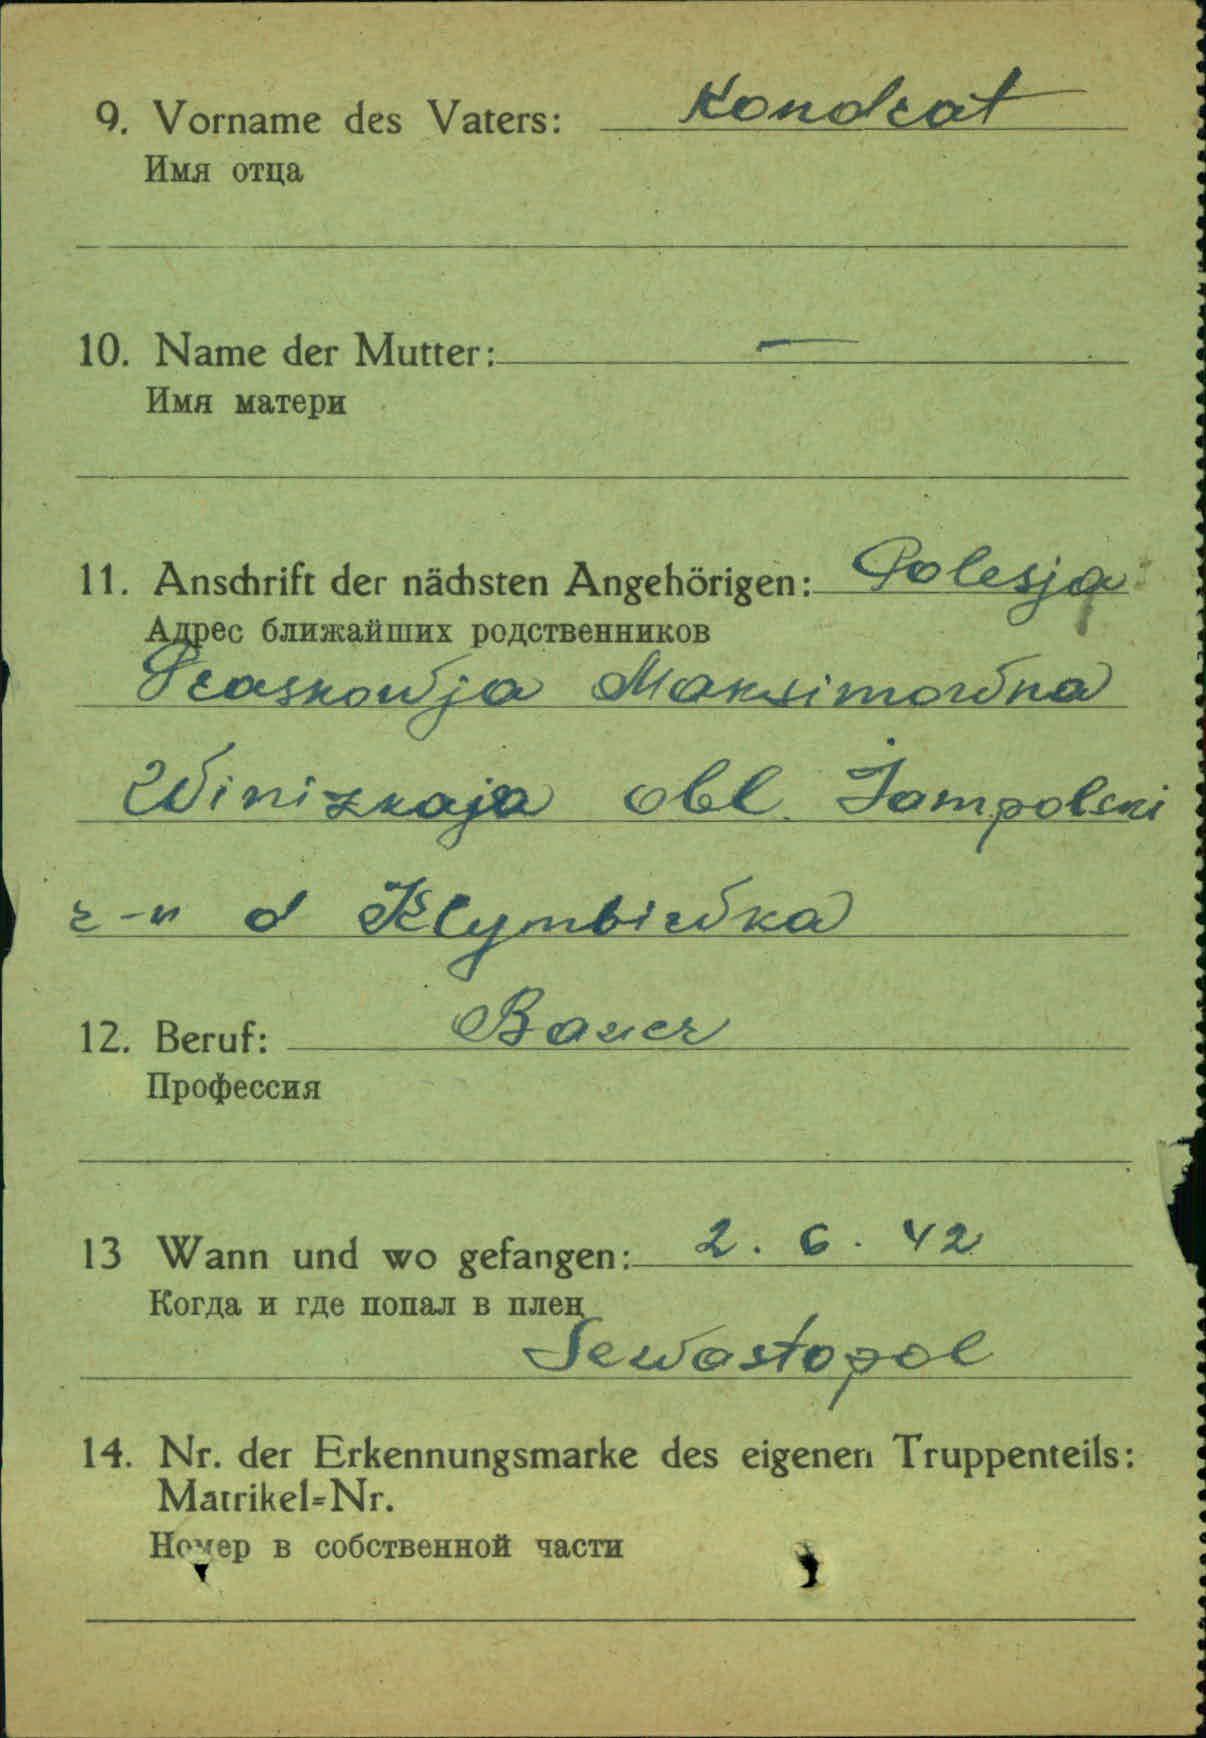 9. Vorname des Vaters: Kondrat
Имя отца
10. Name der Mutter: —
Имя матери
11. Anschrift der nächsten Angehörigen: Polesja
Адрес ближайших родственников
Praskowja Maksimowna
Winizkaja obl. Jampolski
r-n d Klymbiwka
12. Beruf: Bauer
Профессия
13 Wann und wo gefangen: 2. 6. 42
Когда и где попал в плен
Sewastopol
14. Nr. der Erkennungsmarke des eigenen Truppenteils:
Matrikel=Nr.
Номер в собственной части